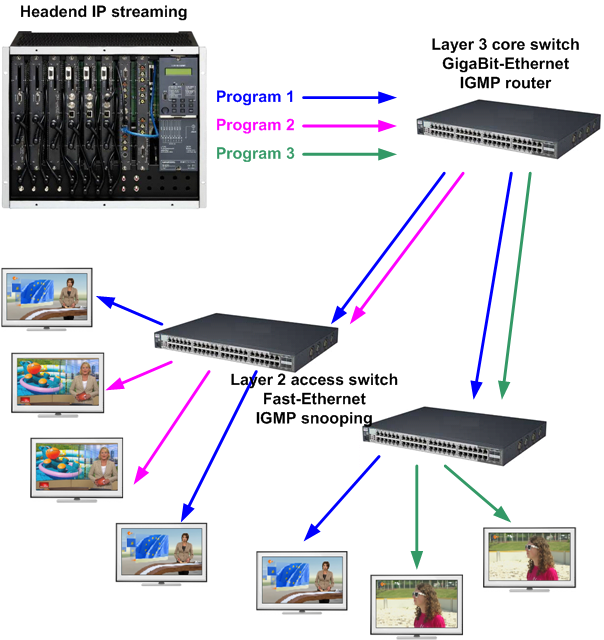 Headend IP streaming
Layer 3 core switch
GigaBit-Ethernet
IGMP router
Program 1
Program 2
Program 3
Layer 2 access switch
Fast-Ethernet
IGMP snooping